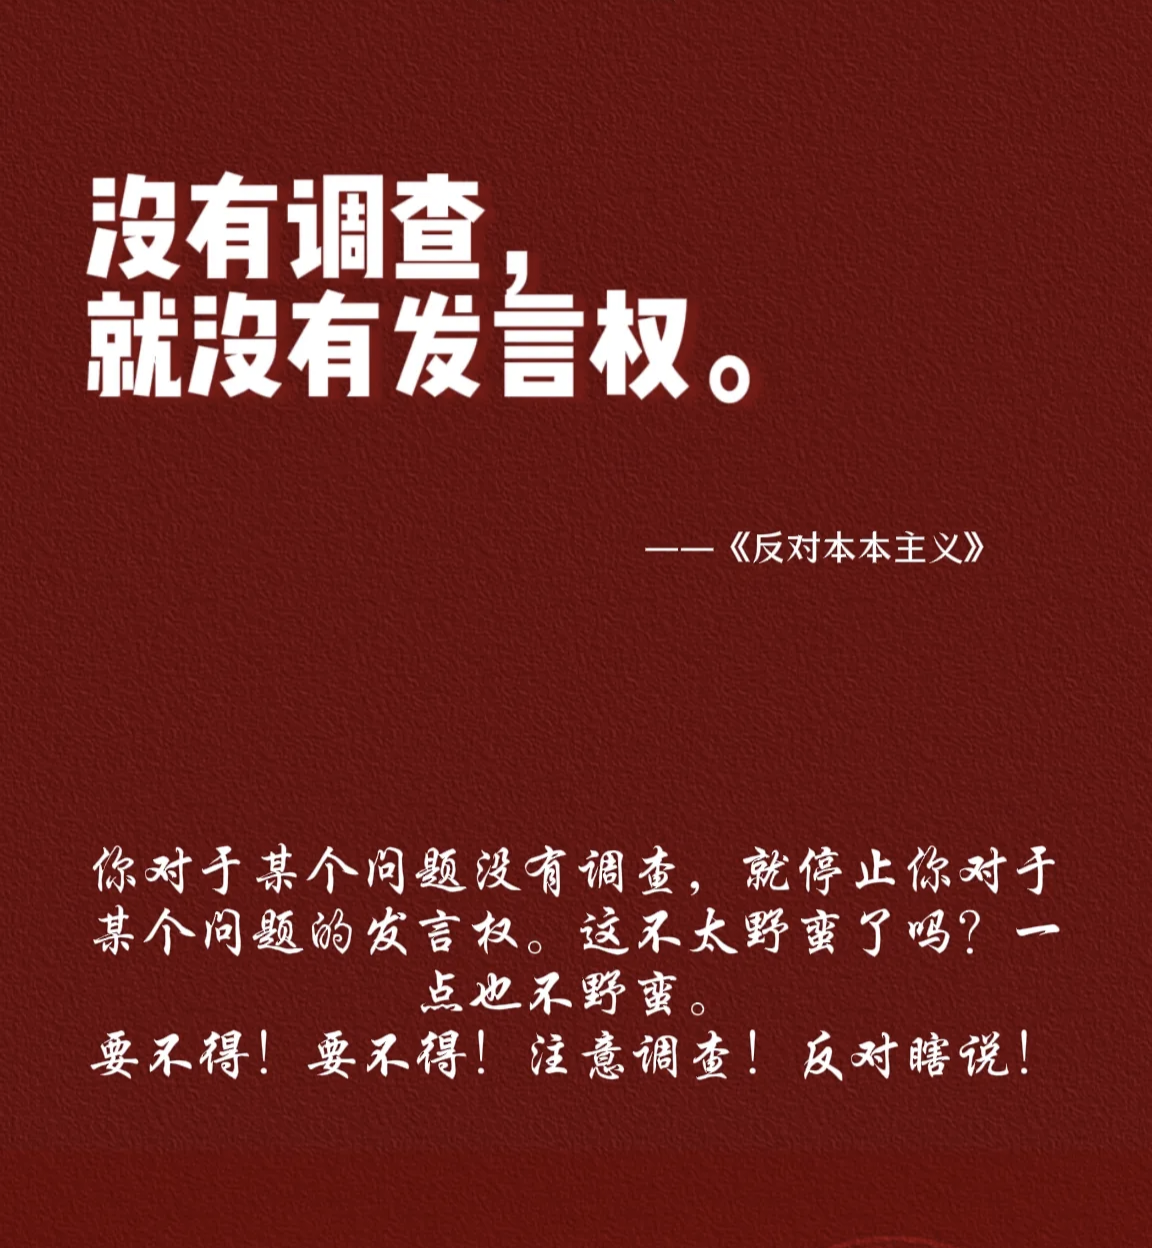 没有调查，
就没有发言权。
——《反对本本主义》
你对于某个问题没有调查，就停止你对于
某个问题的发言权。这不太野蛮了吗？一
点也不野蛮。
要不得！要不得！注意调查！反对瞎说！